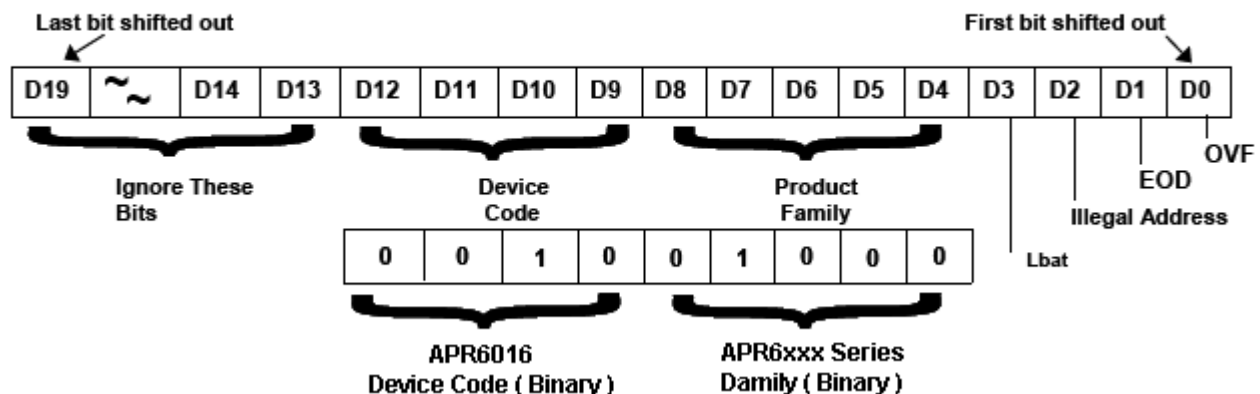 Last bit shifted out
First bit shifted out
D19 ~~ D14 D13 D12 D11 D10 D9 D8 D7 D6 D5 D4 D3 D2 D1 D0
OVF
EOD
Ignore These
Bits
Device
Code
Product
Family
Illegal Address
0 0 1 0 0 1 0 0 0
Lbat
APR6016
Device Code ( Binary )
APR6xxx Series
Damily ( Binary )